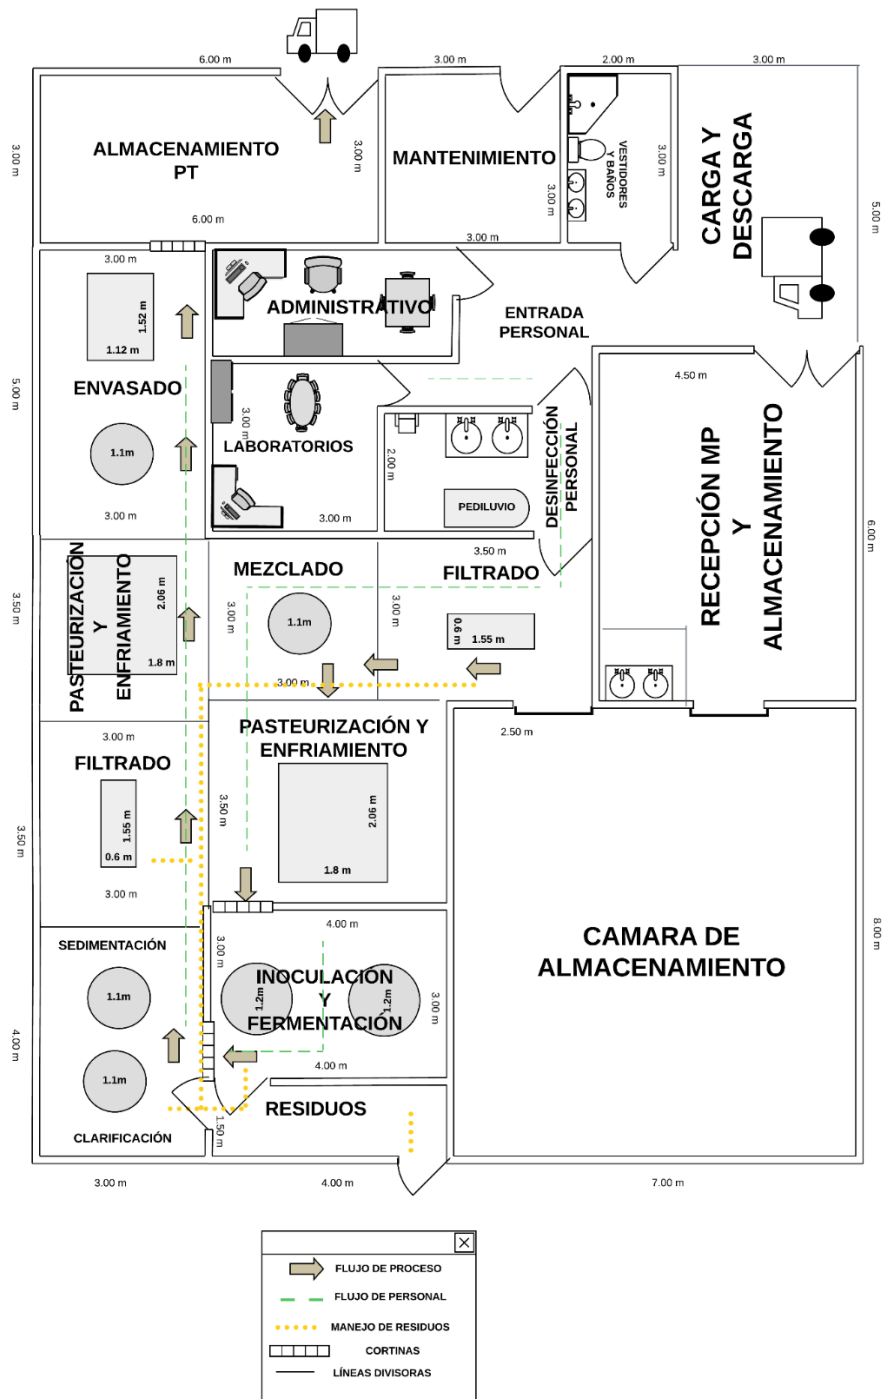 6.00 m
3.00 m
2.00 m
3.00 m
3.00 m
ALMACENAMIENTO
PT
3.00 m
MANTENIMIENTO
3.00 m
VESTIDORES
Y BAÑOS
3.00 m
CARGA Y
DESCARGA
5.00 m
6.00 m
3.00 m
3.00 m
1.52 m
1.12 m
ADMINISTRATIVO
ENTRADA
PERSONAL
5.00 m
ENVASADO
4.50 m
1.1m
3.00 m
LABORATORIOS
2.00 m
DESINFECCIÓN
PERSONAL
RECEPCIÓN MP
Y
ALMACENAMIENTO
6.00 m
PEDILUVIO
3.00 m
3.00 m
3.50 m
PASTEURIZACIÓN
Y
ENFRIAMIENTO
2.06 m
1.8 m
3.50 m
MEZCLADO
3.00 m
1.1m
3.00 m
FILTRADO
0.6 m
1.55 m
3.00 m
3.00 m
FILTRADO
1.55 m
0.6 m
3.50 m
3.00 m
PASTEURIZACIÓN Y
ENFRIAMIENTO
3.50 m
2.06 m
1.8 m
2.50 m
CAMARA DE
ALMACENAMIENTO
8.00 m
SEDIMENTACIÓN
1.1m
4.00 m
1.1m
CLARIFICACIÓN
4.00 m
3.00 m
INOCULACIÓN
Y
FERMENTACIÓN
1.2m
1.2m
3.00 m
4.00 m
RESIDUOS
1.50 m
3.00 m
4.00 m
7.00 m
FLUJO DE PROCESO
FLUJO DE PERSONAL
MANEJO DE RESIDUOS
CORTINAS
LÍNEAS DIVISORAS